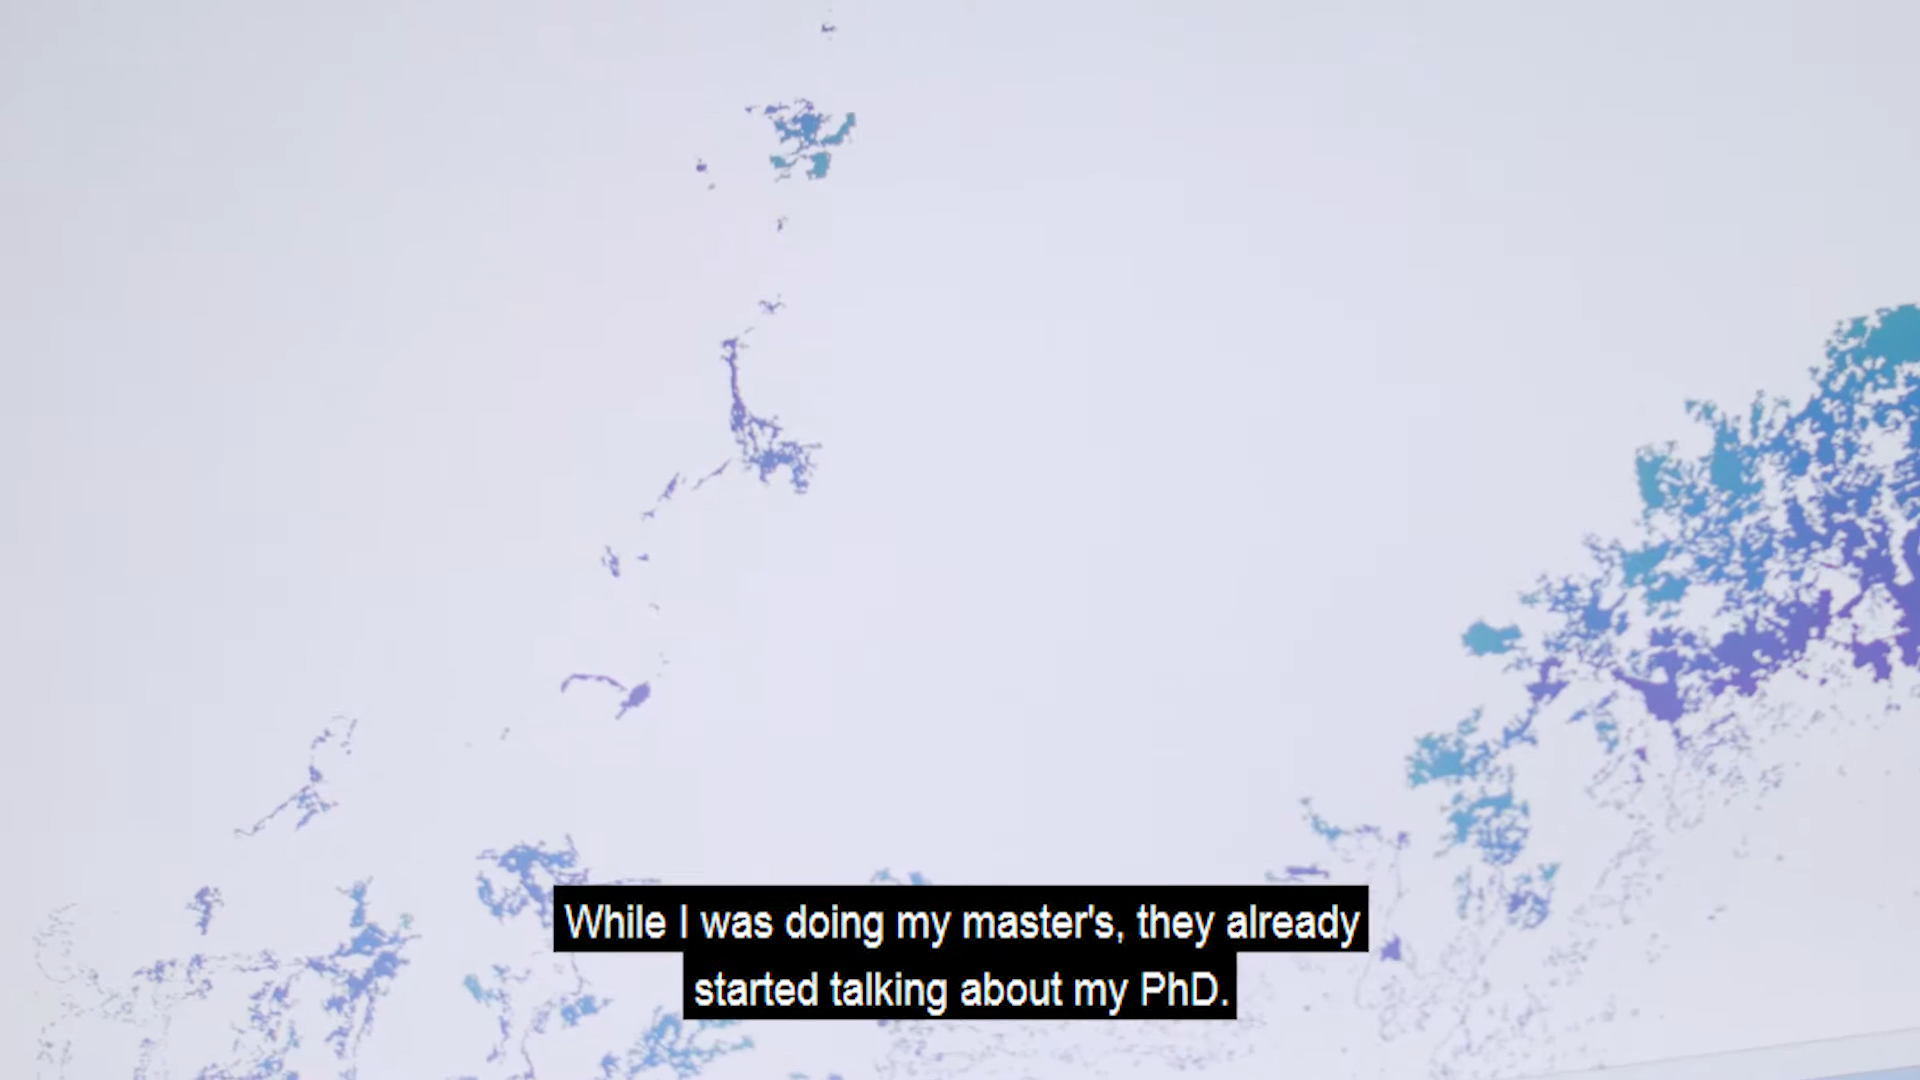 While I was doing my master's, they already
started talking about my PhD.